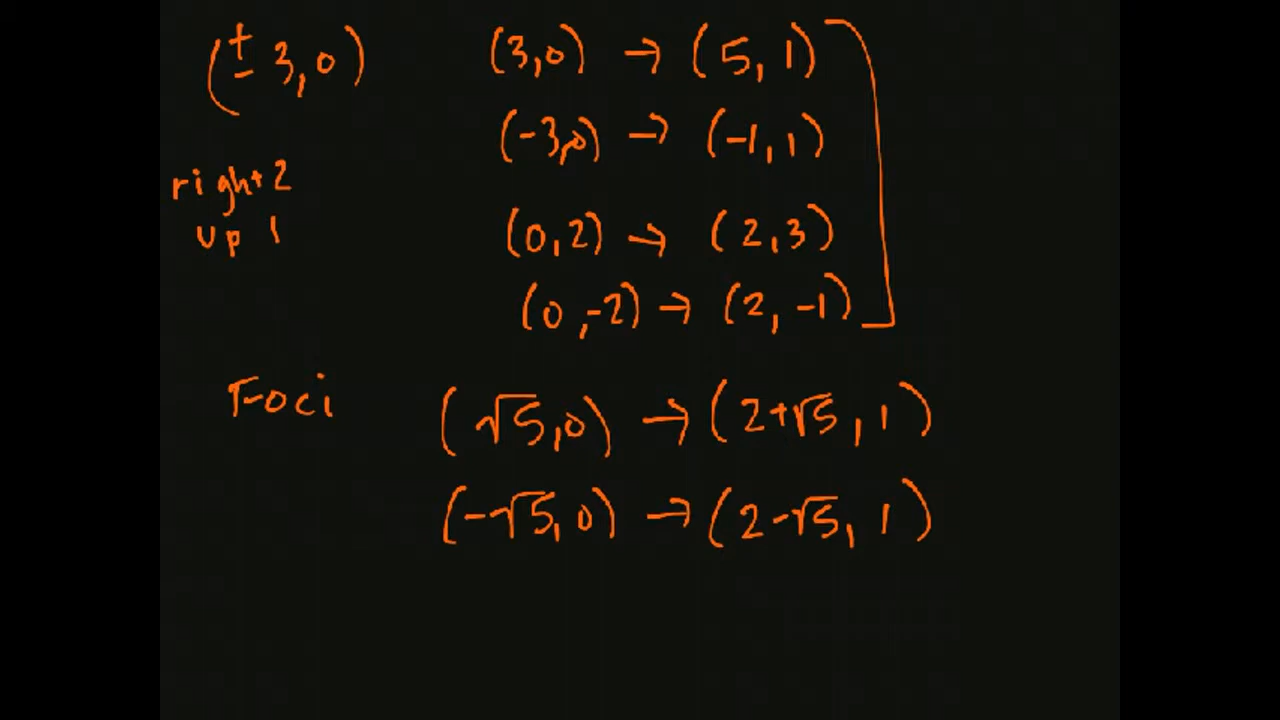 (± 3,0) (3,0) → (5,1)
(-3,0) → (-1,1)
right 2
up 1 (0,2) → (2,3)
(0,-2) → (2,-1)
Foci (√5,0) → (2+√5,1)
(-√5,0) → (2-√5,1)